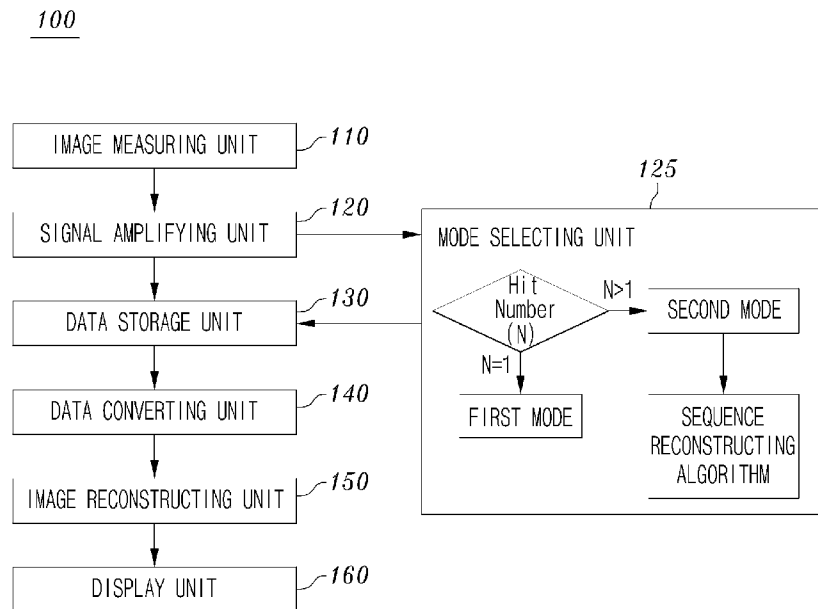 100
IMAGE MEASURING UNIT
110
SIGNAL AMPLIFYING UNIT
120
DATA STORAGE UNIT
130
DATA CONVERTING UNIT
140
IMAGE RECONSTRUCTING UNIT
150
DISPLAY UNIT
160
125
MODE SELECTING UNIT
Hit
Number
(N)
N>1
SECOND MODE
N=1
FIRST MODE
SEQUENCE
RECONSTRUCTING
ALGORITHM